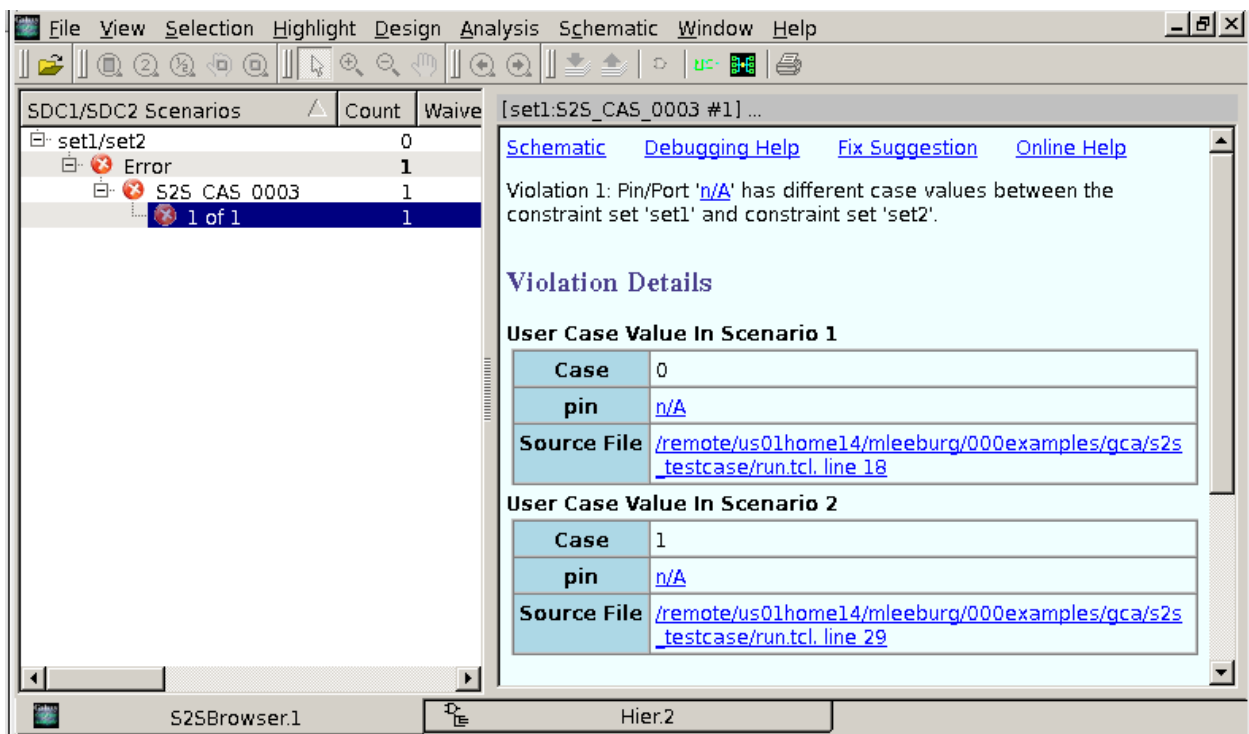 File View Selection Highlight Design Analysis Schematic Window Help
SDC1/SDC2 Scenarios Count Waive
set1/set2 0
Error 1
S2S_CAS_0003 1
1 of 1 1
[set1:S2S_CAS_0003 #1] ...
Schematic Debugging Help Fix Suggestion Online Help
Violation 1: Pin/Port 'n/A' has different case values between the
constraint set 'set1' and constraint set 'set2'.
Violation Details
User Case Value In Scenario 1
Case 0
pin n/A
Source File /remote/us01home14/mleeburg/000examples/gca/s2s
_testcase/run.tcl. line 18
User Case Value In Scenario 2
Case 1
pin n/A
Source File /remote/us01home14/mleeburg/000examples/gca/s2s
_testcase/run.tcl. line 29
S2SBrowser.1 Hier.2